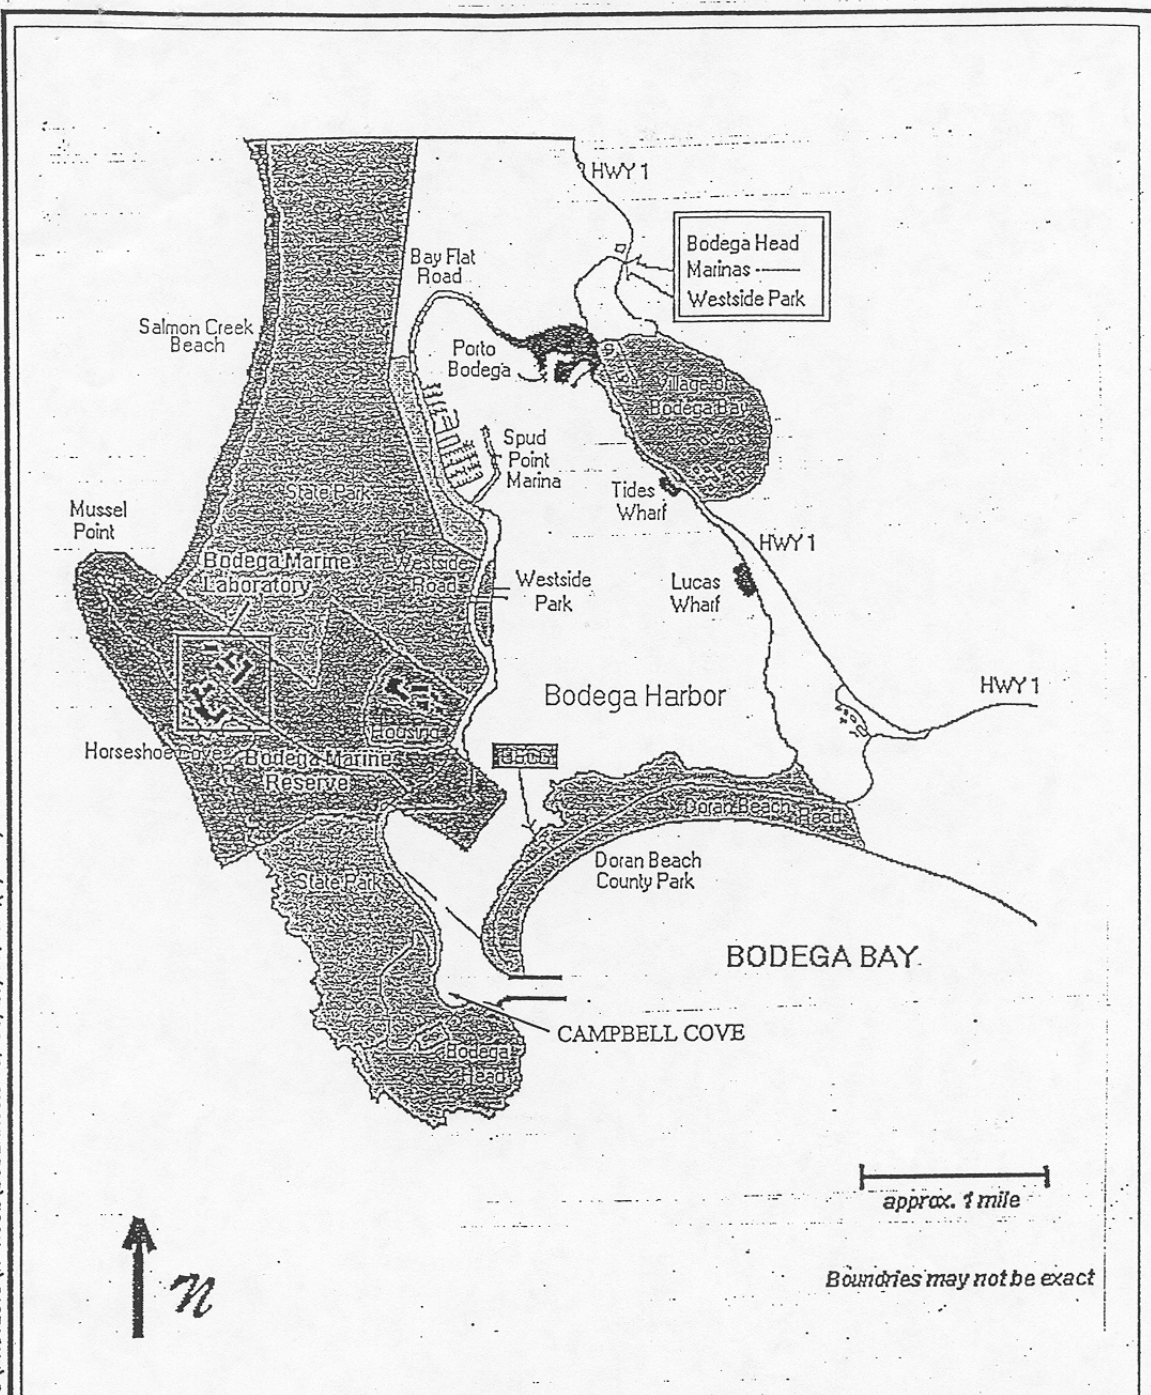 HWY 1
Bodega Head
Marinas
Westside Park
Bay Flat
Road
Salmon Creek
Beach
Porto
Bodega
Village of
Bodega Bay
Spud
Point
Marina
State Park
Tides
Wharf
Mussel
Point
HWY 1
Bodega Marine
Laboratory
Westside
Road
Westside
Park
Lucas
Wharf
HWY 1
Bodega Harbor
Housing
Horseshoe Cove
Bodega Marine
Reserve
USCG
Doran Beach Road
Doran Beach
County Park
State Park
BODEGA BAY
CAMPBELL COVE
Bodega
Head
approx. 1 mile
N
Boundries may not be exact